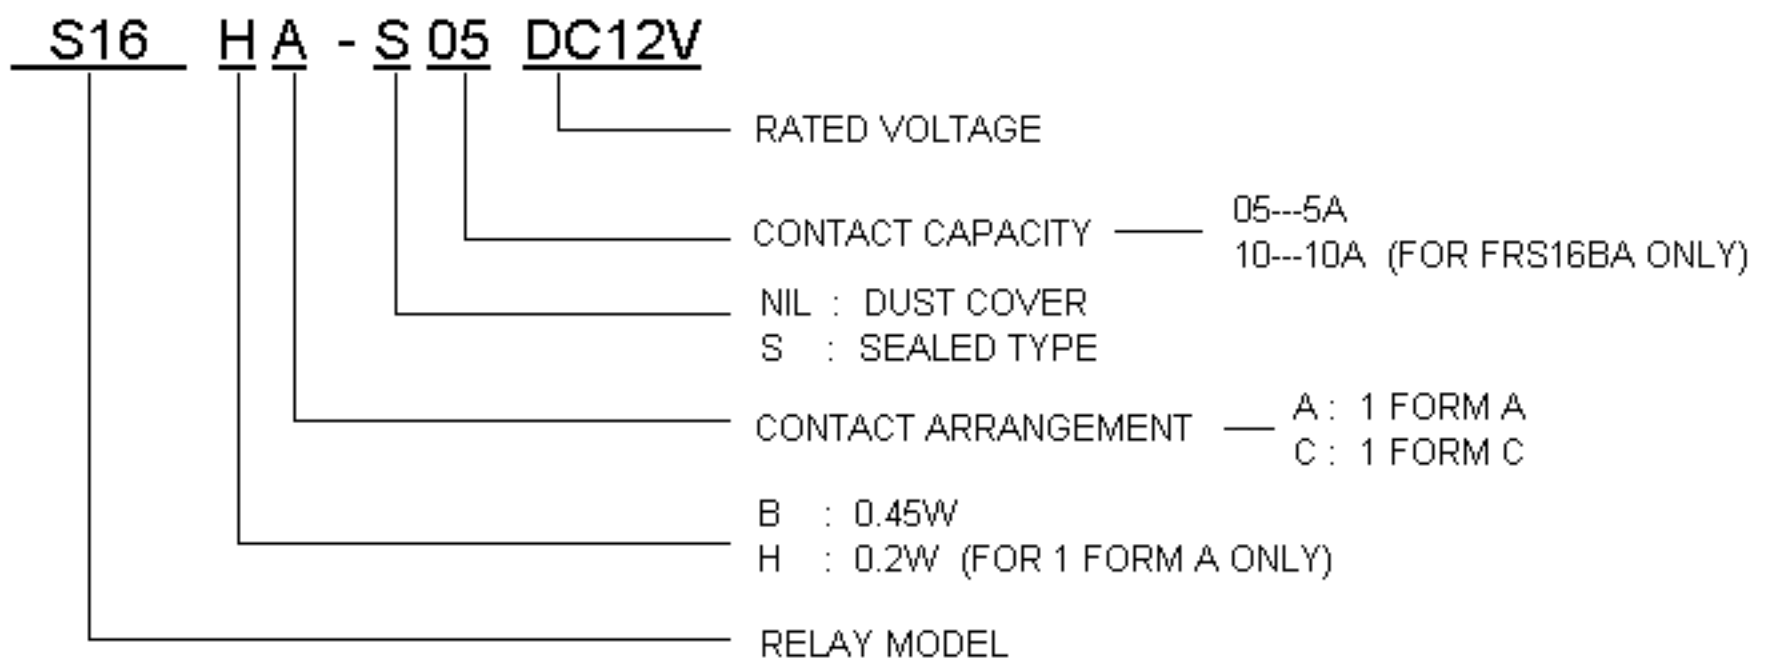 S16 H A - S 05 DC12V
RATED VOLTAGE
CONTACT CAPACITY
05---5A
10---10A (FOR FRS16BA ONLY)
NIL : DUST COVER
S : SEALED TYPE
CONTACT ARRANGEMENT
A : 1 FORM A
C : 1 FORM C
B : 0.45W
H : 0.2W (FOR 1 FORM A ONLY)
RELAY MODEL